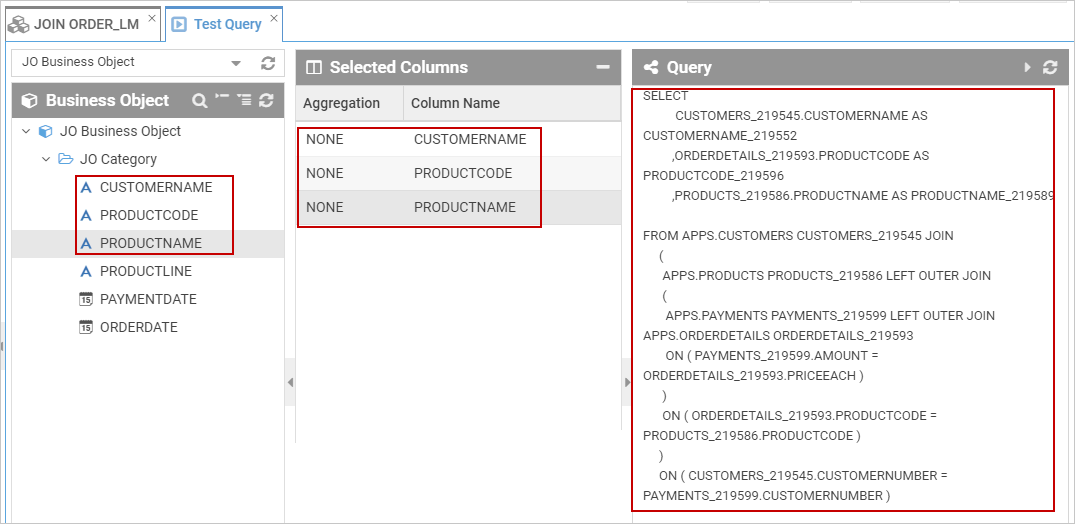 JOIN ORDER_LM
Test Query
JO Business Object
Business Object
JO Business Object
JO Category
CUSTOMERNAME
PRODUCTCODE
PRODUCTNAME
PRODUCTLINE
15 PAYMENTDATE
15 ORDERDATE
Selected Columns
Aggregation Column Name
NONE CUSTOMERNAME
NONE PRODUCTCODE
NONE PRODUCTNAME
Query
SELECT
CUSTOMERS_219545.CUSTOMERNAME AS
CUSTOMERNAME_219552
,ORDERDETAILS_219593.PRODUCTCODE AS
PRODUCTCODE_219596
,PRODUCTS_219586.PRODUCTNAME AS PRODUCTNAME_219589
FROM APPS.CUSTOMERS CUSTOMERS_219545 JOIN
(
APPS.PRODUCTS PRODUCTS_219586 LEFT OUTER JOIN
(
APPS.PAYMENTS PAYMENTS_219599 LEFT OUTER JOIN
APPS.ORDERDETAILS ORDERDETAILS_219593
ON ( PAYMENTS_219599.AMOUNT =
ORDERDETAILS_219593.PRICEEACH )
)
ON ( ORDERDETAILS_219593.PRODUCTCODE =
PRODUCTS_219586.PRODUCTCODE )
)
ON ( CUSTOMERS_219545.CUSTOMERNUMBER =
PAYMENTS_219599.CUSTOMERNUMBER )